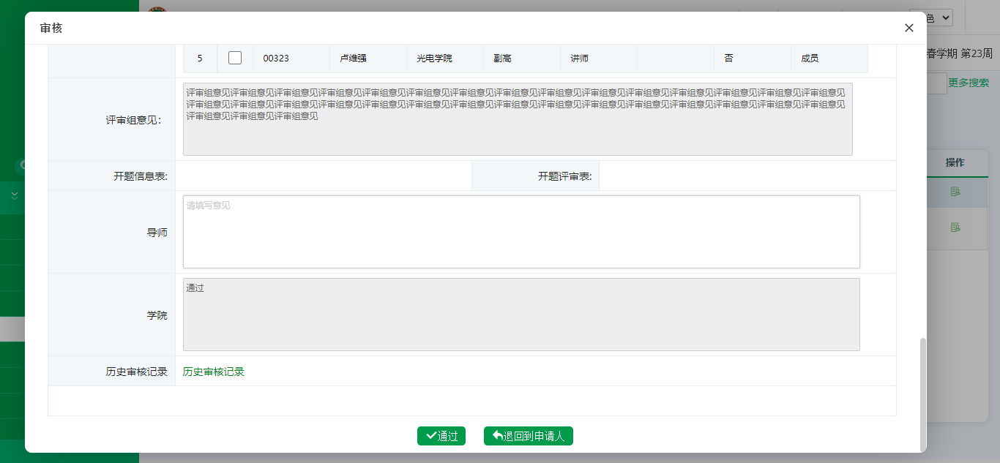 色
审核
春学期 第23周
5 00323 卢维强 光电学院 副高 讲师 否 成员
更多搜索
评审组意见:
评审组意见评审组意见评审组意见评审组意见评审组意见评审组意见评审组意见评审组意见评审组意见评审组意见评审组意见评审组意见评审组意见评审组意见评审组意见
评审组意见评审组意见评审组意见评审组意见评审组意见评审组意见评审组意见评审组意见评审组意见评审组意见评审组意见评审组意见评审组意见评审组意见评审组意见
评审组意见评审组意见评审组意见
操作
开题信息表: 开题评审表:
导师
请填写意见
学院
通过
历史审核记录 历史审核记录
通过 退回到申请人